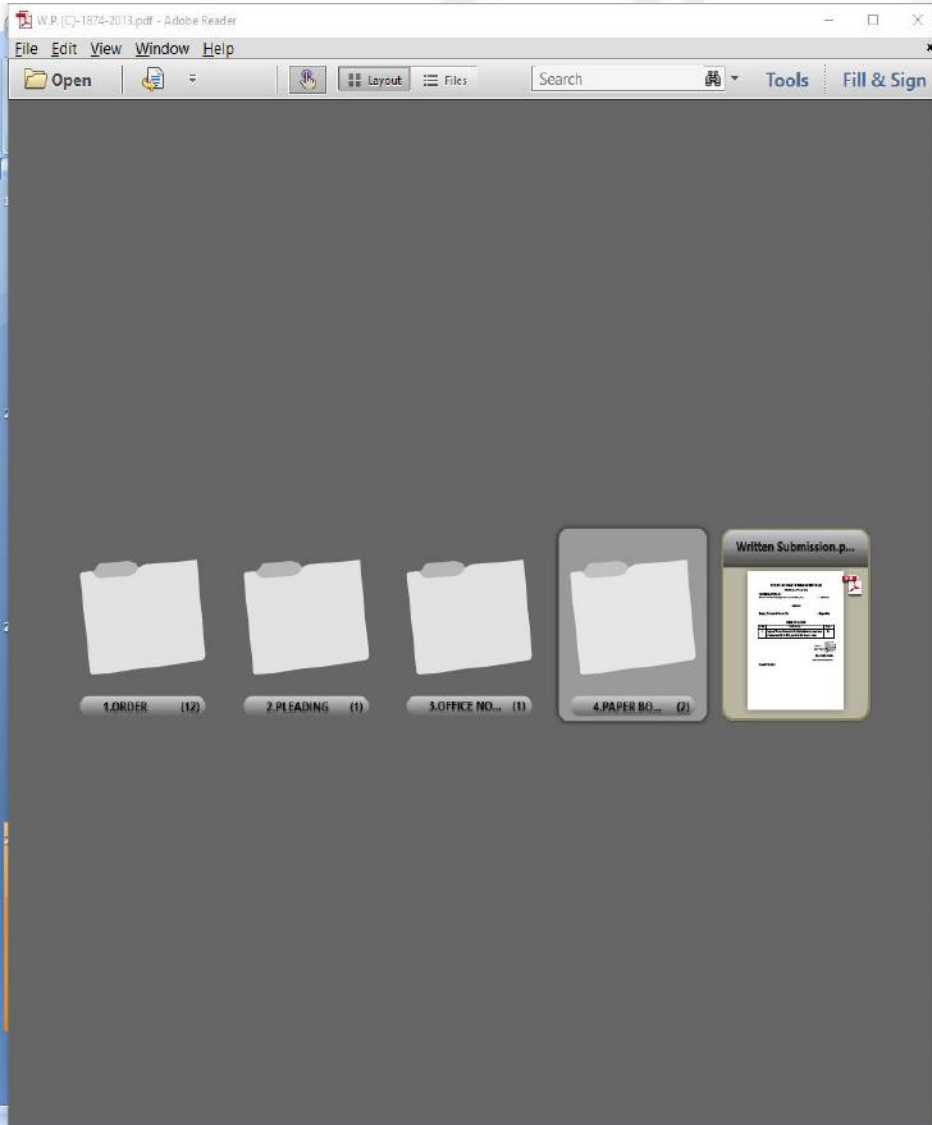 W.P.(C)-1874-2013.pdf - Adobe Reader
File Edit View Window Help
Open Layout Files Search Tools Fill & Sign
Written Submission.p...
1.ORDER (12)
2.PLEADING (1)
3.OFFICE NO... (1)
4.PAPER BO... (2)